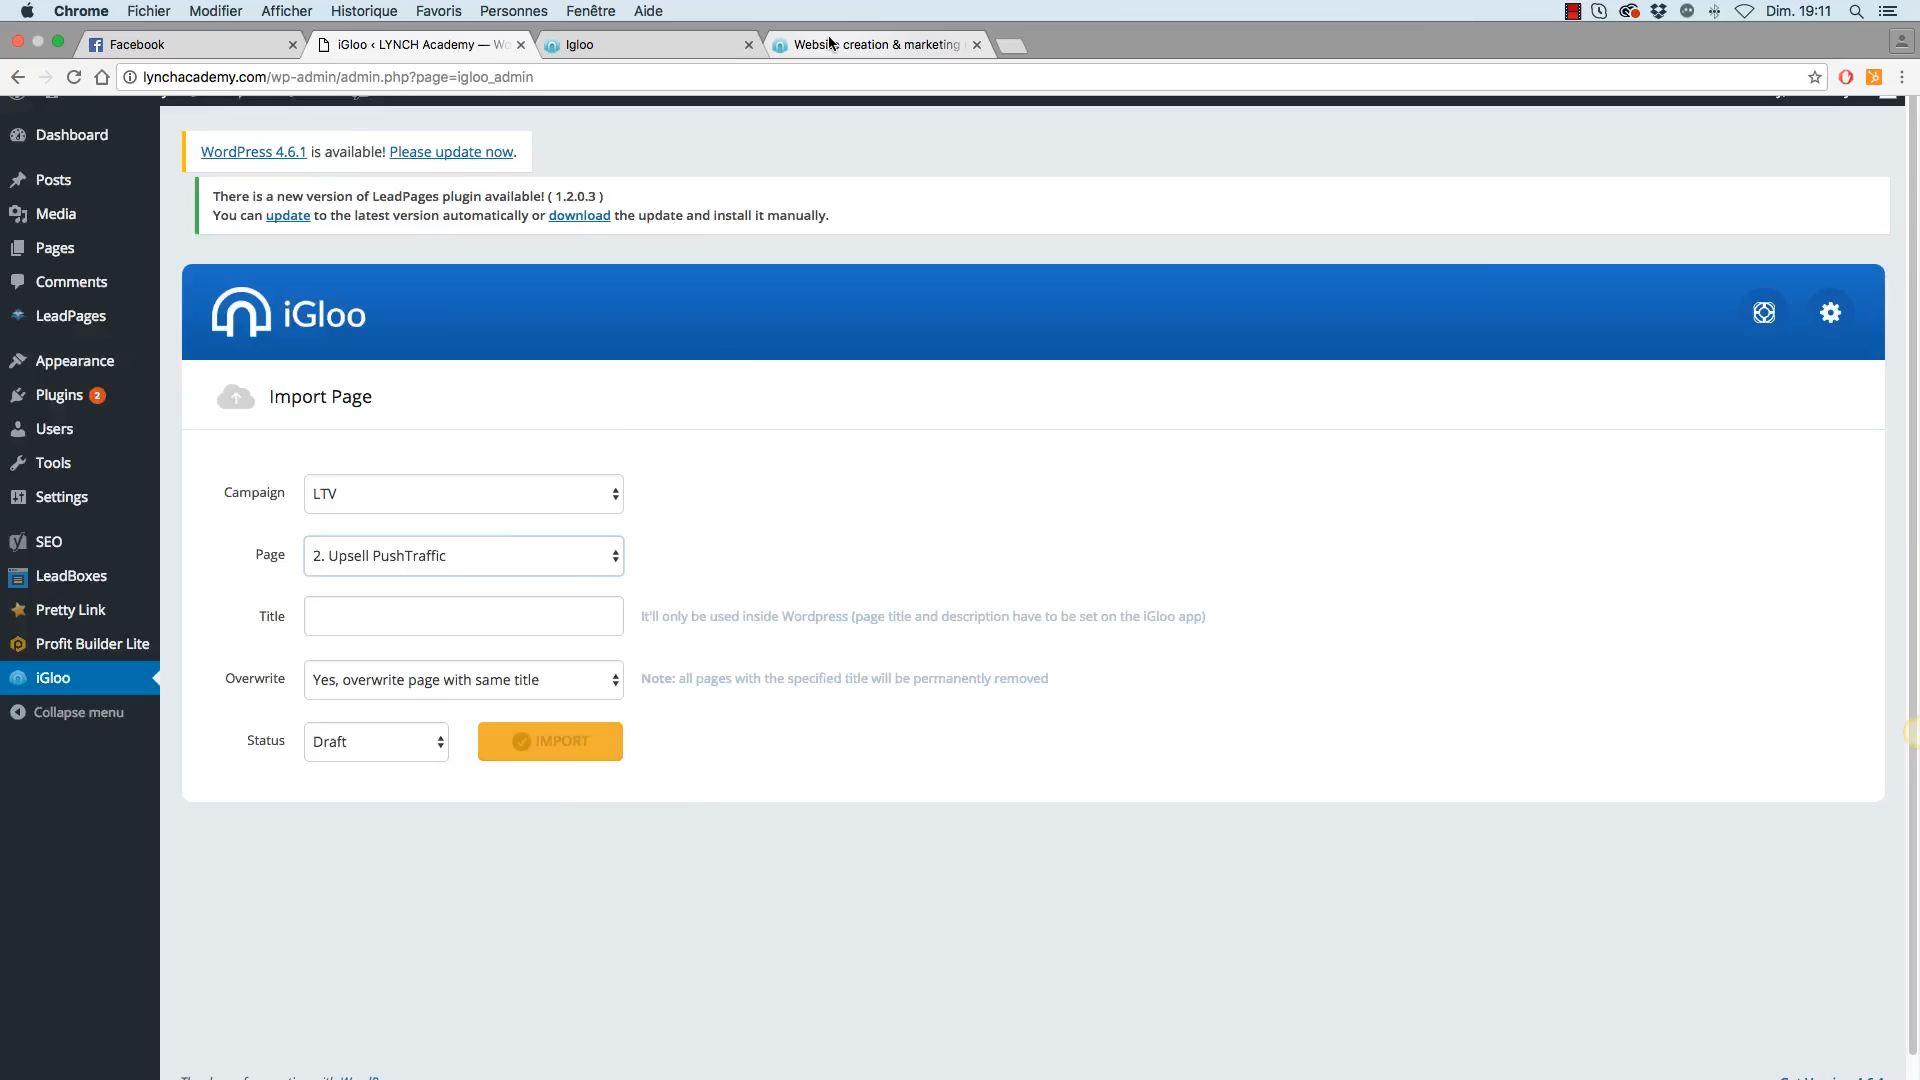 Chrome Fichier Modifier Afficher Historique Favoris Personnes Fenêtre Aide Dim. 19:11
Facebook iGloo ‹ LYNCH Academy — Wo Igloo Website creation & marketing
lynchacademy.com/wp-admin/admin.php?page=igloo_admin
Dashboard
Posts
Media
Pages
Comments
LeadPages
Appearance
Plugins 2
Users
Tools
Settings
SEO
LeadBoxes
Pretty Link
Profit Builder Lite
iGloo
Collapse menu
WordPress 4.6.1 is available! Please update now.
There is a new version of LeadPages plugin available! ( 1.2.0.3 )
You can update to the latest version automatically or download the update and install it manually.
iGloo
Import Page
Campaign LTV
Page 2. Upsell PushTraffic
Title It'll only be used inside Wordpress (page title and description have to be set on the iGloo app)
Overwrite Yes, overwrite page with same title Note: all pages with the specified title will be permanently removed
Status Draft IMPORT